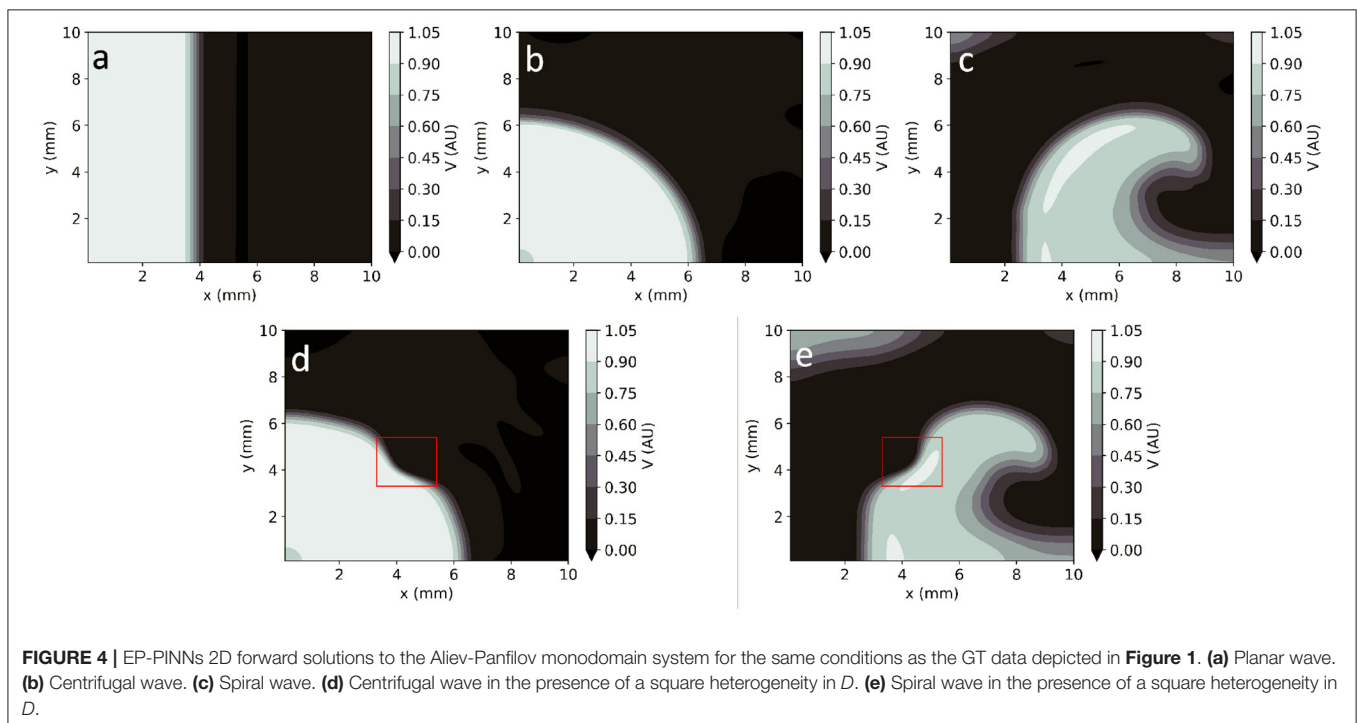 a
10
8
6
4
2
y (mm)
2 4 6 8 10
x (mm)
1.05
0.90
0.75
0.60
0.45
0.30
0.15
0.00
V (AU)
b
10
8
6
4
2
y (mm)
2 4 6 8 10
x (mm)
1.05
0.90
0.75
0.60
0.45
0.30
0.15
0.00
V (AU)
c
10
8
6
4
2
y (mm)
2 4 6 8 10
x (mm)
1.05
0.90
0.75
0.60
0.45
0.30
0.15
0.00
V (AU)
d
10
8
6
4
2
y (mm)
2 4 6 8 10
x (mm)
1.05
0.90
0.75
0.60
0.45
0.30
0.15
0.00
V (AU)
e
10
8
6
4
2
y (mm)
2 4 6 8 10
x (mm)
1.05
0.90
0.75
0.60
0.45
0.30
0.15
0.00
V (AU)
FIGURE 4 | EP-PINNs 2D forward solutions to the Aliev-Panfilov monodomain system for the same conditions as the GT data depicted in Figure 1. (a) Planar wave.
(b) Centrifugal wave. (c) Spiral wave. (d) Centrifugal wave in the presence of a square heterogeneity in D. (e) Spiral wave in the presence of a square heterogeneity in
D.